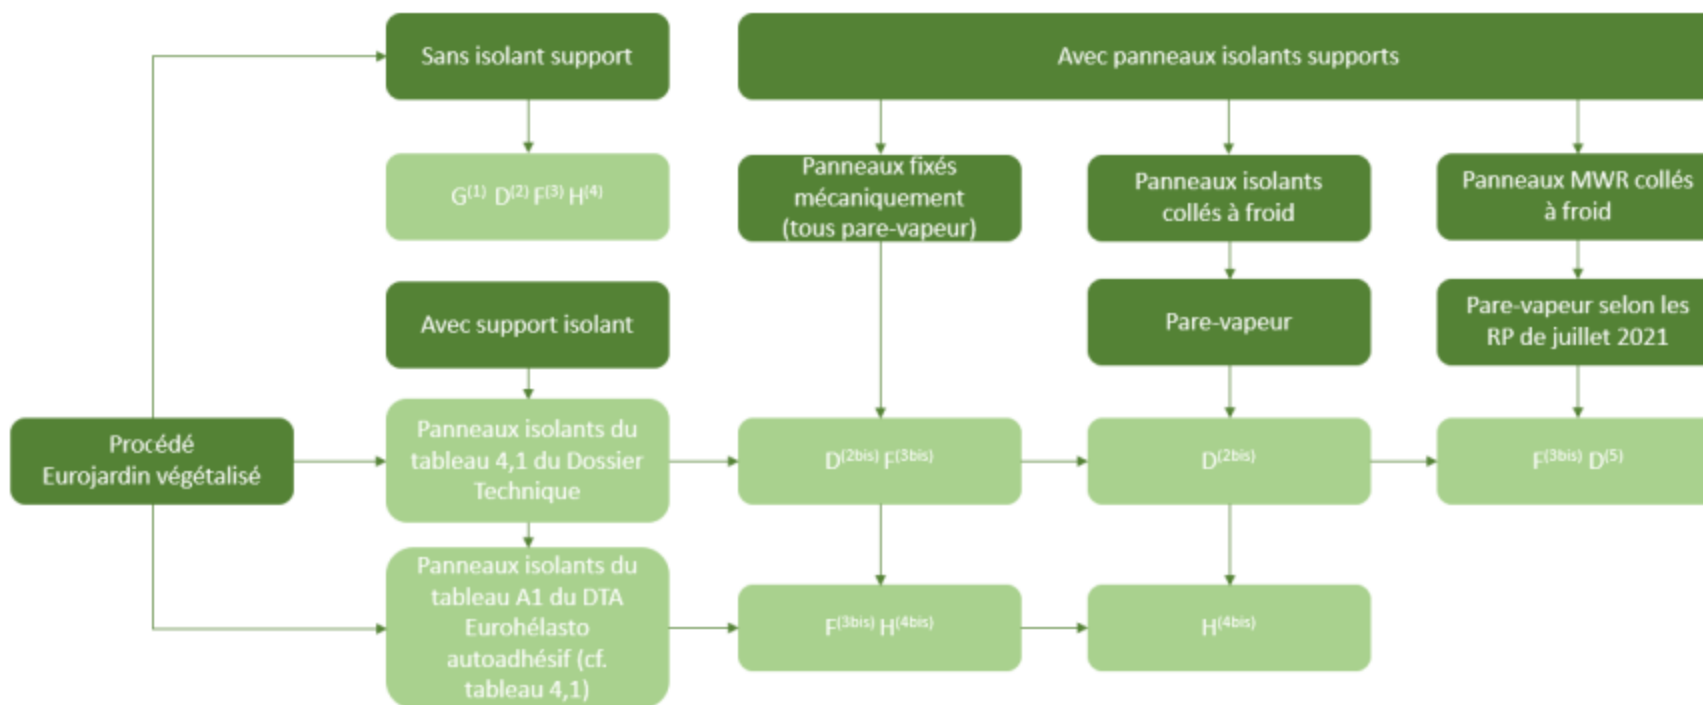 Sans isolant support
Avec panneaux isolants supports
G(1) D(2) F(3) H(4)
Panneaux fixés
mécaniquement
(tous pare-vapeur)
Panneaux isolants
collés à froid
Panneaux MWR collés
à froid
Avec support isolant
Pare-vapeur
Pare-vapeur selon les
RP de juillet 2021
Procédé
Eurojardin végétalisé
Panneaux isolants du
tableau 4,1 du Dossier
Technique
D(2bis) F(3bis)
D(2bis)
F(3bis) D(5)
Panneaux isolants du
tableau A1 du DTA
Eurohélasto
autoadhésif (cf.
tableau 4,1)
F(3bis) H(4bis)
H(4bis)